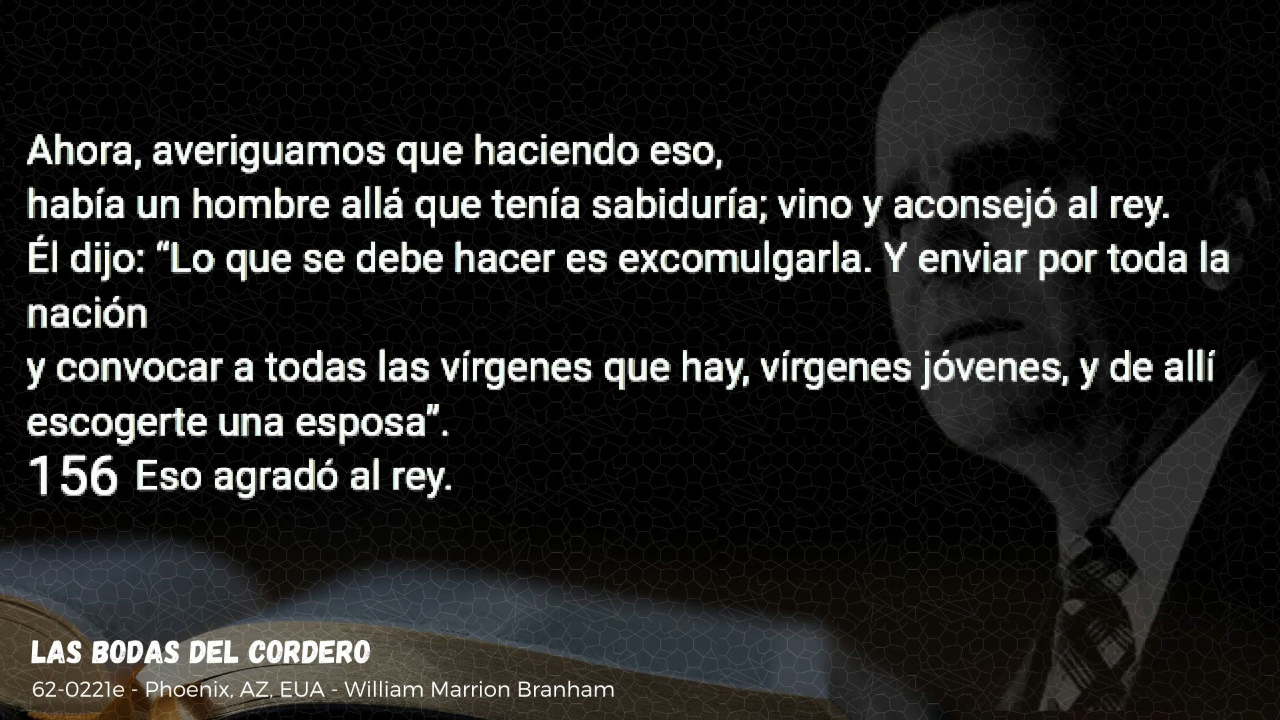 Ahora, averiguamos que haciendo eso,
había un hombre allá que tenía sabiduría; vino y aconsejó al rey.
Él dijo: “Lo que se debe hacer es excomulgarla. Y enviar por toda la
nación
y convocar a todas las vírgenes que hay, vírgenes jóvenes, y de allí
escogerte una esposa”.
156 Eso agradó al rey.
LAS BODAS DEL CORDERO
62-0221e - Phoenix, AZ, EUA - William Marrion Branham